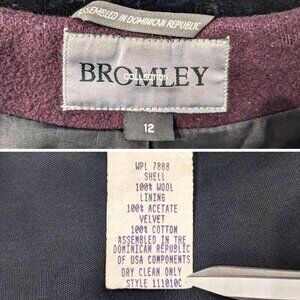 ASSEMBLED IN DOMINICAN REPUBLIC
BROMLEY
COLLECTION
12
WPL 7888
SHELL
100% WOOL
LINING
100% ACETATE
VELVET
100% COTTON
ASSEMBLED IN THE
DOMINICAN REPUBLIC
OF USA COMPONENTS
DRY CLEAN ONLY
STYLE 111010C